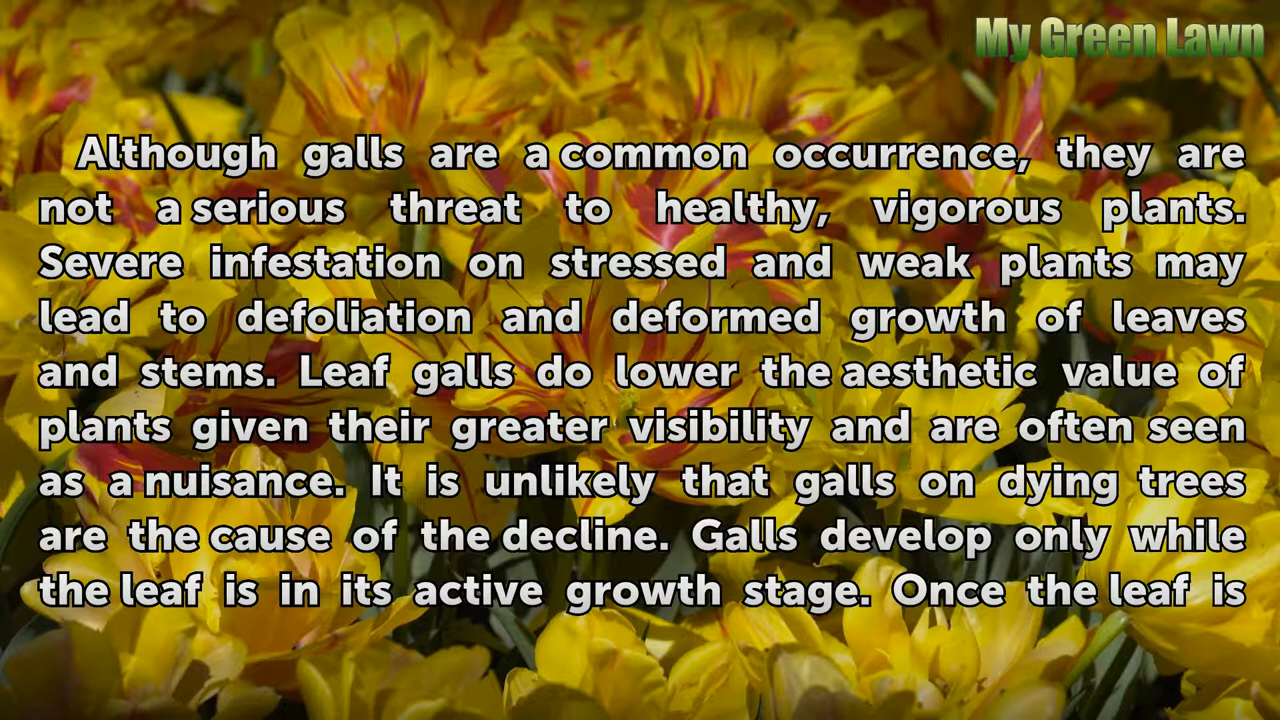 My Green Lawn
Although galls are a common occurrence, they are
not a serious threat to healthy, vigorous plants.
Severe infestation on stressed and weak plants may
lead to defoliation and deformed growth of leaves
and stems. Leaf galls do lower the aesthetic value of
plants given their greater visibility and are often seen
as a nuisance. It is unlikely that galls on dying trees
are the cause of the decline. Galls develop only while
the leaf is in its active growth stage. Once the leaf is